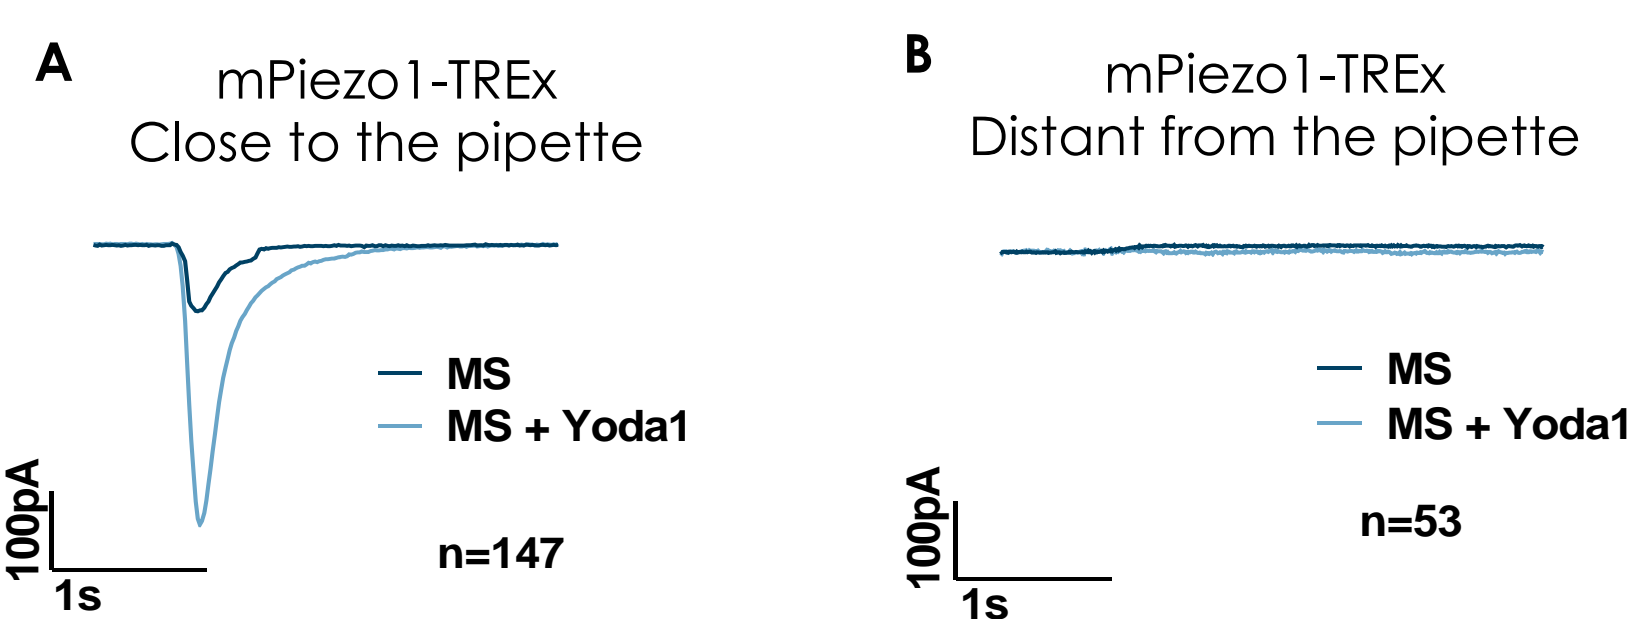 A
mPiezo1-TREx
Close to the pipette
MS
MS + Yoda1
100pA
n=147
1s
B
mPiezo1-TREx
Distant from the pipette
MS
MS + Yoda1
100pA
n=53
1s